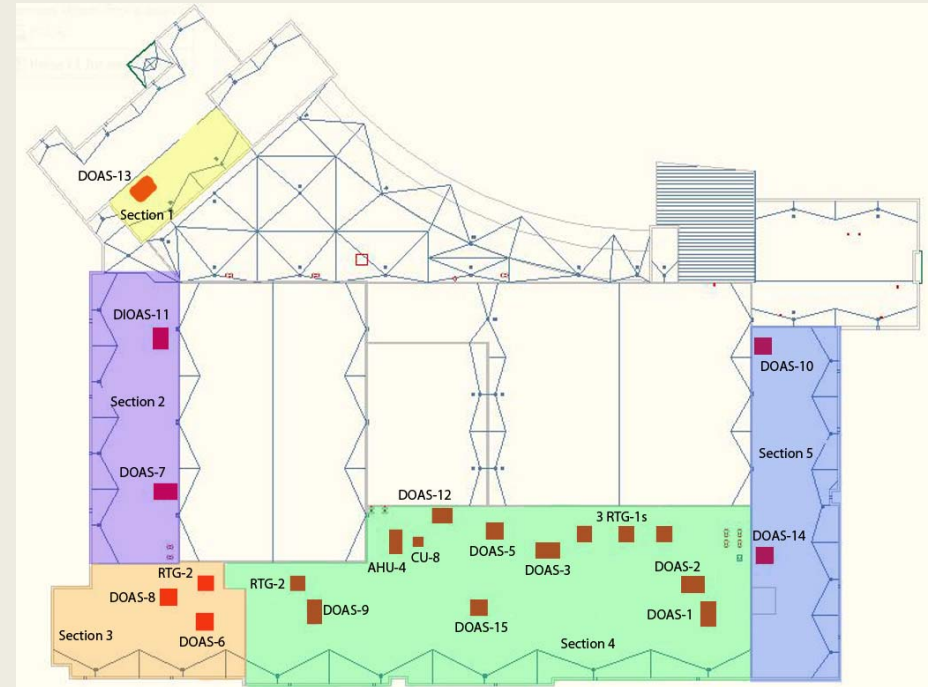 DOAS-13
Section 1
DIOAS-11
DOAS-10
Section 2
Section 5
DOAS-7
DOAS-12
3 RTG-1s
DOAS-5
DOAS-14
CU-8
AHU-4
DOAS-3
DOAS-2
RTG-2
RTG-2
DOAS-8
DOAS-9
DOAS-1
DOAS-15
Section 3
DOAS-6
Section 4